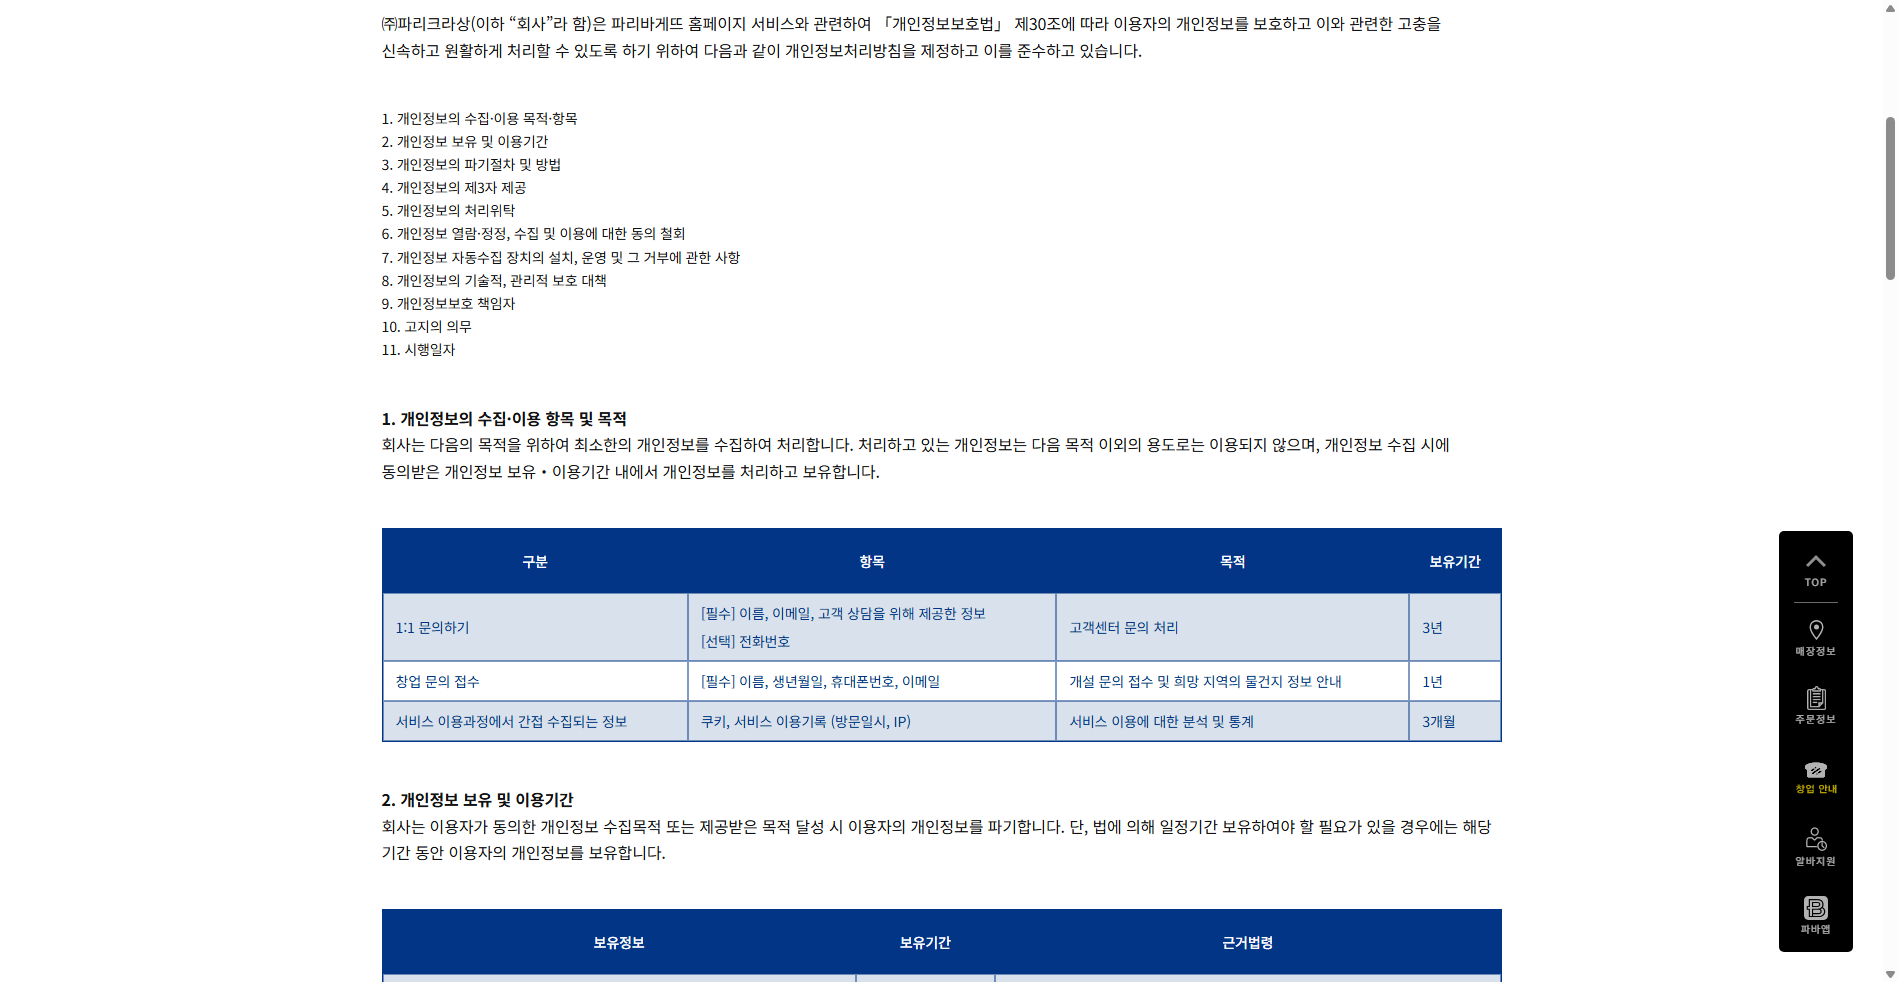 ㈜파리크라상(이하 “회사”라 함)은 파리바게뜨 홈페이지 서비스와 관련하여 「개인정보보호법」 제30조에 따라 이용자의 개인정보를 보호하고 이와 관련한 고충을
신속하고 원활하게 처리할 수 있도록 하기 위하여 다음과 같이 개인정보처리방침을 제정하고 이를 준수하고 있습니다.
1. 개인정보의 수집·이용 목적·항목
2. 개인정보 보유 및 이용기간
3. 개인정보의 파기절차 및 방법
4. 개인정보의 제3자 제공
5. 개인정보의 처리위탁
6. 개인정보 열람·정정, 수집 및 이용에 대한 동의 철회
7. 개인정보 자동수집 장치의 설치, 운영 및 그 거부에 관한 사항
8. 개인정보의 기술적, 관리적 보호 대책
9. 개인정보보호 책임자
10. 고지의 의무
11. 시행일자
1. 개인정보의 수집·이용 항목 및 목적
회사는 다음의 목적을 위하여 최소한의 개인정보를 수집하여 처리합니다. 처리하고 있는 개인정보는 다음 목적 이외의 용도로는 이용되지 않으며, 개인정보 수집 시에
동의받은 개인정보 보유・이용기간 내에서 개인정보를 처리하고 보유합니다.
구분 항목 목적 보유기간
1:1 문의하기 [필수] 이름, 이메일, 고객 상담을 위해 제공한 정보 고객센터 문의 처리 3년
[선택] 전화번호
창업 문의 접수 [필수] 이름, 생년월일, 휴대폰번호, 이메일 개설 문의 접수 및 희망 지역의 물건지 정보 안내 1년
서비스 이용과정에서 간접 수집되는 정보 쿠키, 서비스 이용기록 (방문일시, IP) 서비스 이용에 대한 분석 및 통계 3개월
2. 개인정보 보유 및 이용기간
회사는 이용자가 동의한 개인정보 수집목적 또는 제공받은 목적 달성 시 이용자의 개인정보를 파기합니다. 단, 법에 의해 일정기간 보유하여야 할 필요가 있을 경우에는 해당
기간 동안 이용자의 개인정보를 보유합니다.
보유정보 보유기간 근거법령
TOP
매장정보
주문정보
창업 안내
알바지원
파바앱